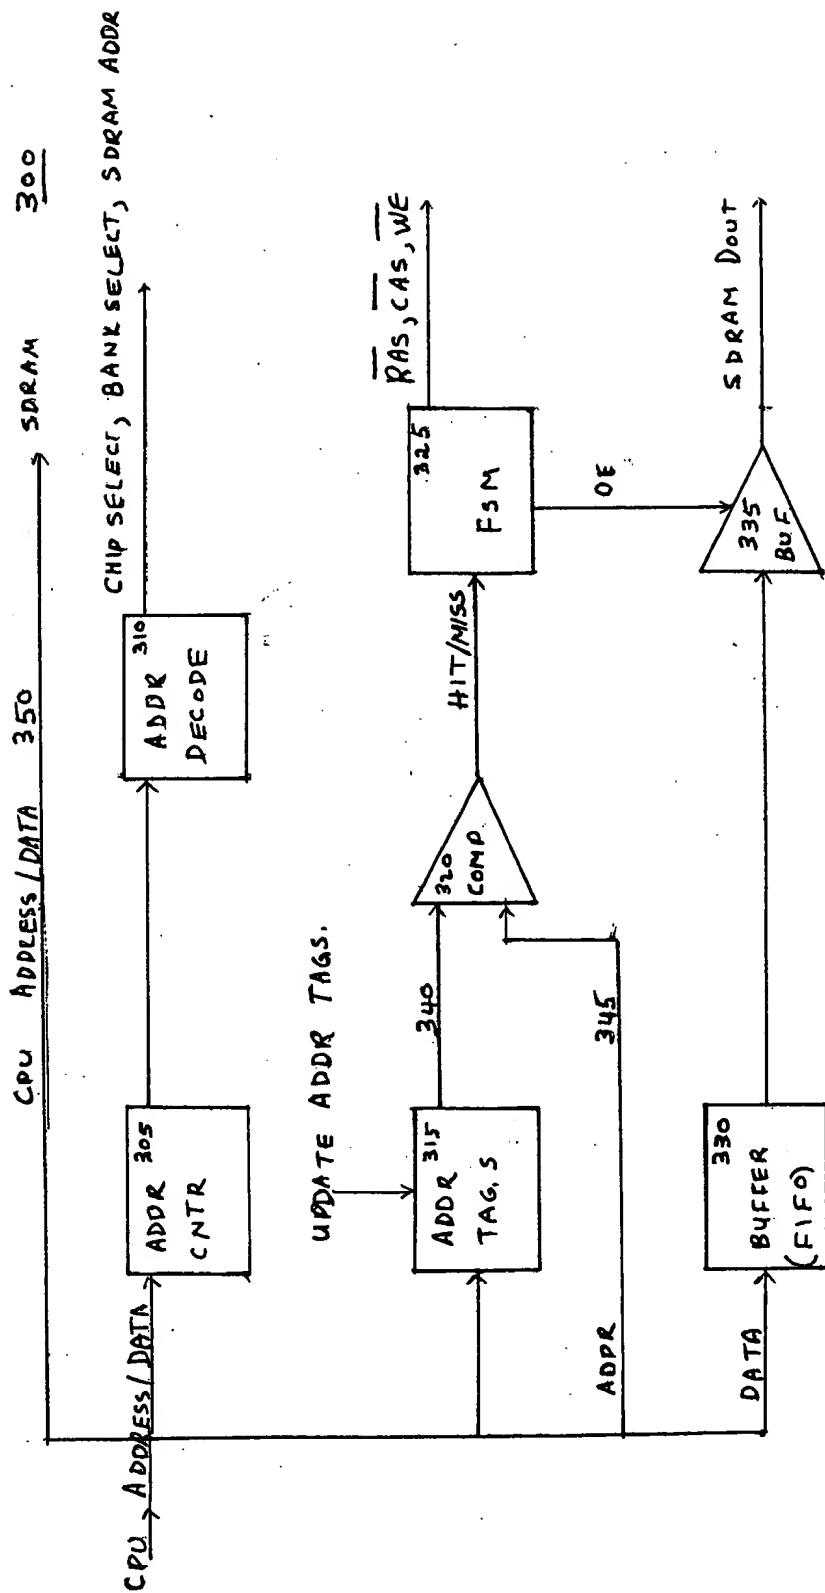 300
CPU ADDRESS/DATA 350
SDRAM
CPU ADDRESS/DATA
305
ADDR
CNTR
310
ADDR
DECODE
CHIP SELECT, BANK SELECT, SDRAM ADDR
UPDATE ADDR TAGS.
315
ADDR
TAGS
340
345
ADDR
320
COMP
HIT/MISS
325
FSM
RAS, CAS, WE
OE
DATA
330
BUFFER
(FIFO)
335
BUF
SDRAM DOUT